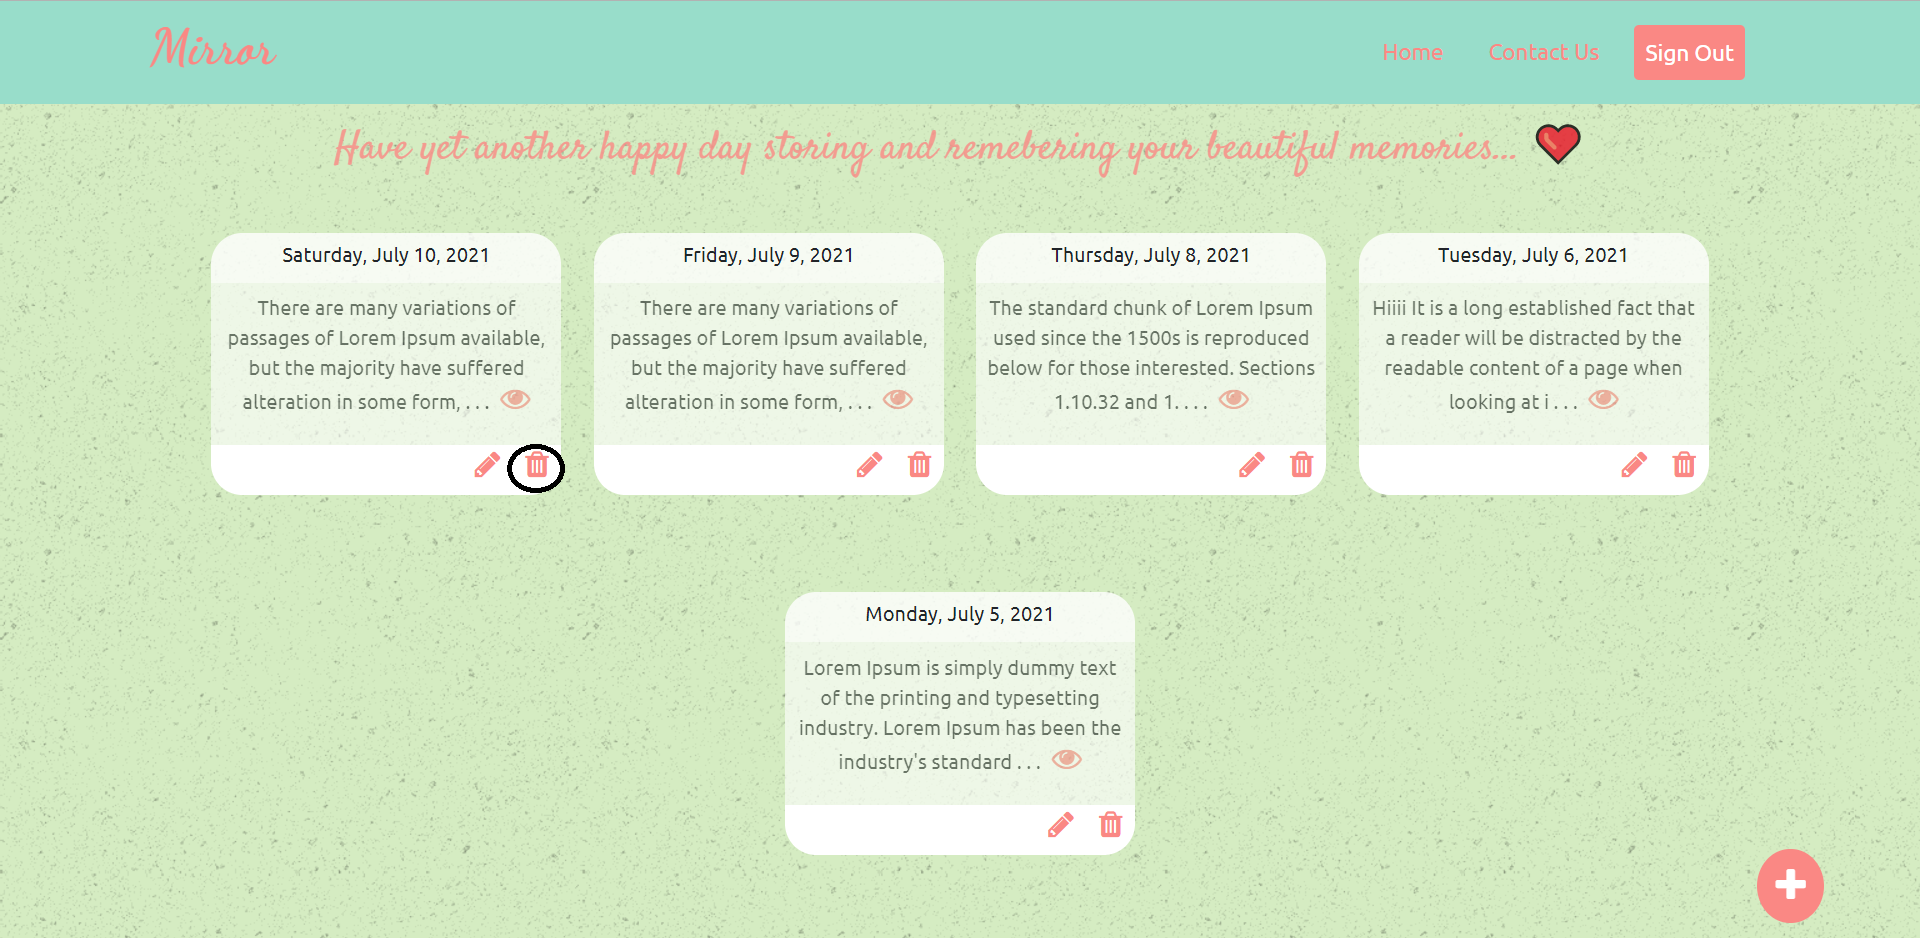 Mirror
Home
Contact Us
Sign Out
Have yet another happy day storing and remebering your beautiful memories...
Saturday, July 10, 2021
There are many variations of
passages of Lorem Ipsum available,
but the majority have suffered
alteration in some form, . . .
Friday, July 9, 2021
There are many variations of
passages of Lorem Ipsum available,
but the majority have suffered
alteration in some form, . . .
Thursday, July 8, 2021
The standard chunk of Lorem Ipsum
used since the 1500s is reproduced
below for those interested. Sections
1.10.32 and 1. . . .
Tuesday, July 6, 2021
Hiiii It is a long established fact that
a reader will be distracted by the
readable content of a page when
looking at i . . .
Monday, July 5, 2021
Lorem Ipsum is simply dummy text
of the printing and typesetting
industry. Lorem Ipsum has been the
industry's standard . . .